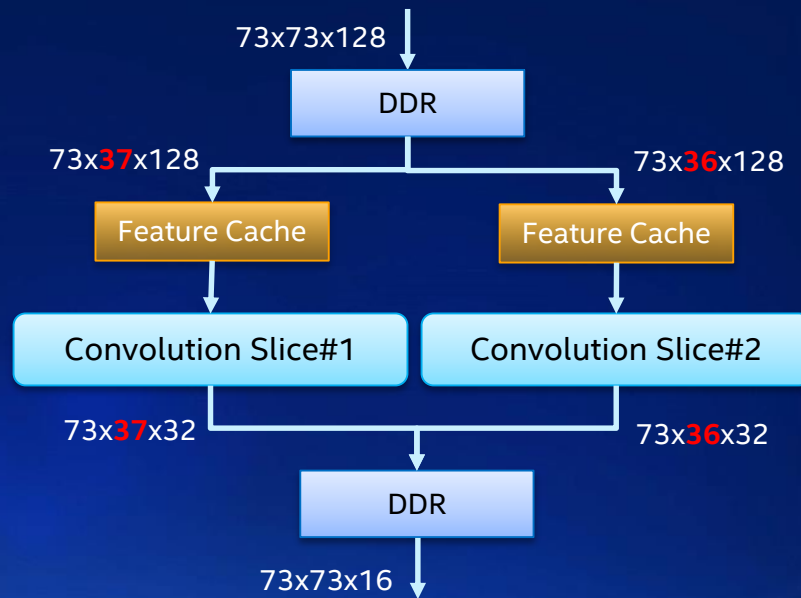 73x73x128
DDR
73x37x128
73x36x128
Feature Cache
Feature Cache
Convolution Slice#1
Convolution Slice#2
73x37x32
73x36x32
DDR
73x73x16